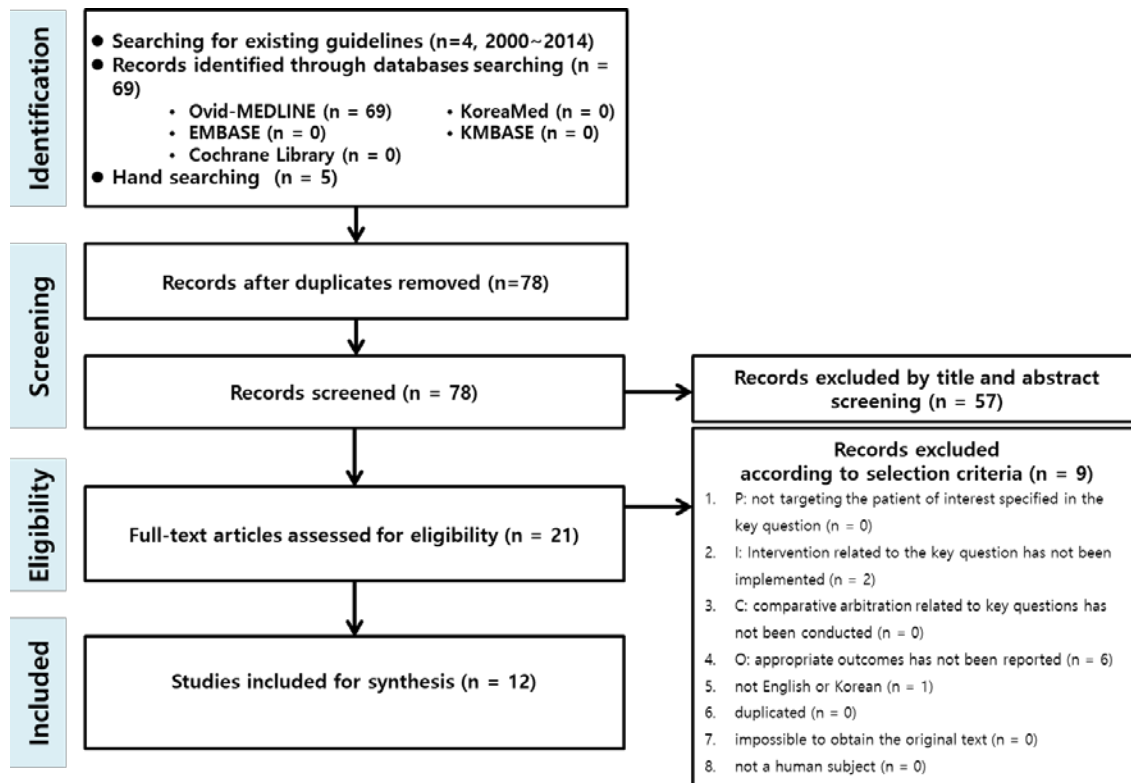 Identification
● Searching for existing guidelines (n=4, 2000~2014)
● Records identified through databases searching (n =
69)
• Ovid-MEDLINE (n = 69)
• KoreaMed (n = 0)
• EMBASE (n = 0)
• KMBASE (n = 0)
• Cochrane Library (n = 0)
● Hand searching (n = 5)
Screening
Records after duplicates removed (n=78)
Records screened (n = 78)
Records excluded by title and abstract
screening (n = 57)
Eligibility
Full-text articles assessed for eligibility (n = 21)
Records excluded
according to selection criteria (n = 9)
1. P: not targeting the patient of interest specified in the
key question (n = 0)
2. I: Intervention related to the key question has not been
implemented (n = 2)
3. C: comparative arbitration related to key questions has
not been conducted (n = 0)
4. O: appropriate outcomes has not been reported (n = 6)
5. not English or Korean (n = 1)
6. duplicated (n = 0)
7. impossible to obtain the original text (n = 0)
8. not a human subject (n = 0)
Included
Studies included for synthesis (n = 12)